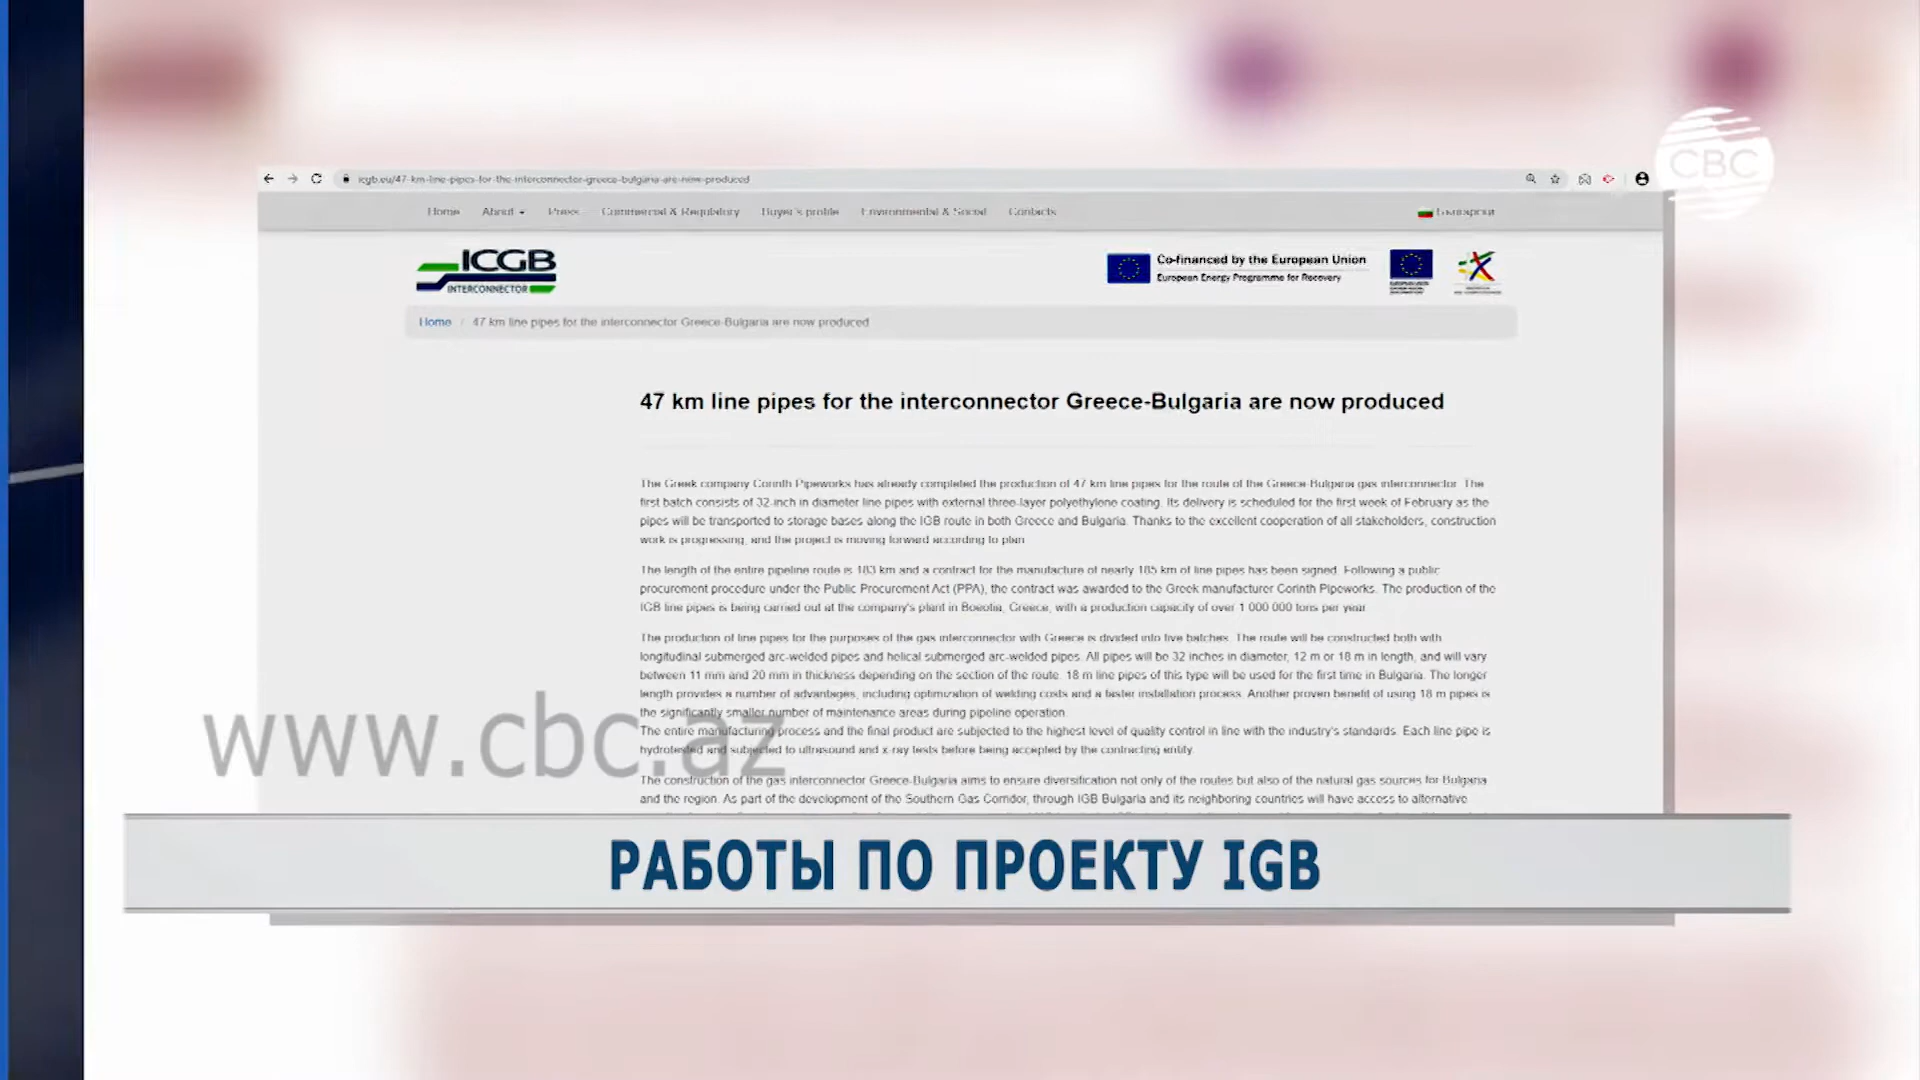 CBC
icgb.eu/47-km-line-pipes-for-the-interconnector-greece-bulgaria-are-now-produced
Home About Press Commercial & Regulatory Buyer's profile Environmental & Social Contacts Български
ICGB
INTERCONNECTOR
Co-financed by the European Union
European Energy Programme for Recovery
Home / 47 km line pipes for the interconnector Greece-Bulgaria are now produced
47 km line pipes for the interconnector Greece-Bulgaria are now produced
The Greek company Corinth Pipeworks has already completed the production of 47 km line pipes for the route of the Greece-Bulgaria gas interconnector. The
first batch consists of 32-inch in diameter line pipes with external three-layer polyethylene coating. Its delivery is scheduled for the first week of February as the
pipes will be transported to storage bases along the IGB route in both Greece and Bulgaria. Thanks to the excellent cooperation of all stakeholders, construction
work is progressing, and the project is moving forward according to plan.
The length of the entire pipeline route is 183 km and a contract for the manufacture of nearly 185 km of line pipes has been signed. Following a public
procurement procedure under the Public Procurement Act (PPA), the contract was awarded to the Greek manufacturer Corinth Pipeworks. The production of the
IGB line pipes is being carried out at the company's plant in Boeotia, Greece, with a production capacity of over 1 000 000 tons per year.
The production of line pipes for the purposes of the gas interconnector with Greece is divided into five batches. The route will be constructed both with
longitudinal submerged arc-welded pipes and helical submerged arc-welded pipes. All pipes will be 32 inches in diameter, 12 m or 18 m in length, and will vary
between 11 mm and 20 mm in thickness depending on the section of the route. 18 m line pipes of this type will be used for the first time in Bulgaria. The longer
length provides a number of advantages, including optimization of welding costs and a faster installation process. Another proven benefit of using 18 m pipes is
the significantly smaller number of maintenance areas during pipeline operation.
The entire manufacturing process and the final product are subjected to the highest level of quality control in line with the industry's standards. Each line pipe is
hydrotested and subjected to ultrasound and x-ray tests before being accepted by the contracting entity.
www.cbc.az
The construction of the gas interconnector Greece-Bulgaria aims to ensure diversification not only of the routes but also of the natural gas sources for Bulgaria
and the region. As part of the development of the Southern Gas Corridor, through IGB Bulgaria and its neighboring countries will have access to alternative
РАБОТЫ ПО ПРОЕКТУ IGB